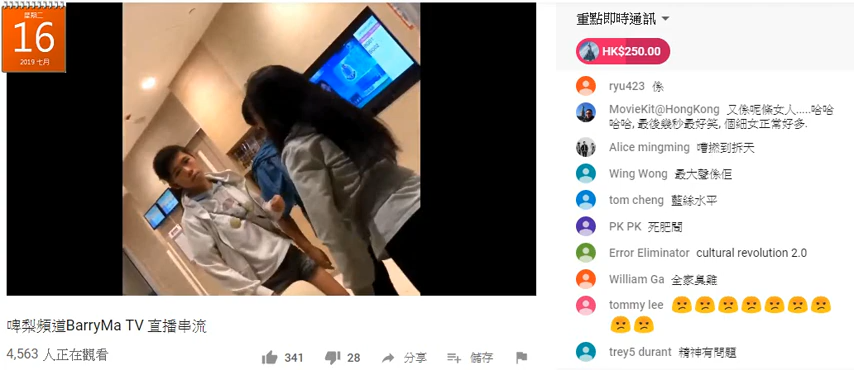 星期二
16
2019 七月
重點即時通訊
HK$250.00
ryu423 係
MovieKit@HongKong 又係呢條女人.....哈哈
哈哈, 最後幾秒最好笑, 個細女正常好多.
Alice mingming 嘈撚到拆天
Wing Wong 最大聲係佢
tom cheng 藍絲水平
PK PK 死肥閪
Error Eliminator cultural revolution 2.0
William Ga 全家臭雞
tommy lee
trey5 durant 精神有問題
啤梨頻道BarryMa TV 直播串流
4,563 人正在觀看
341
28
分享
儲存